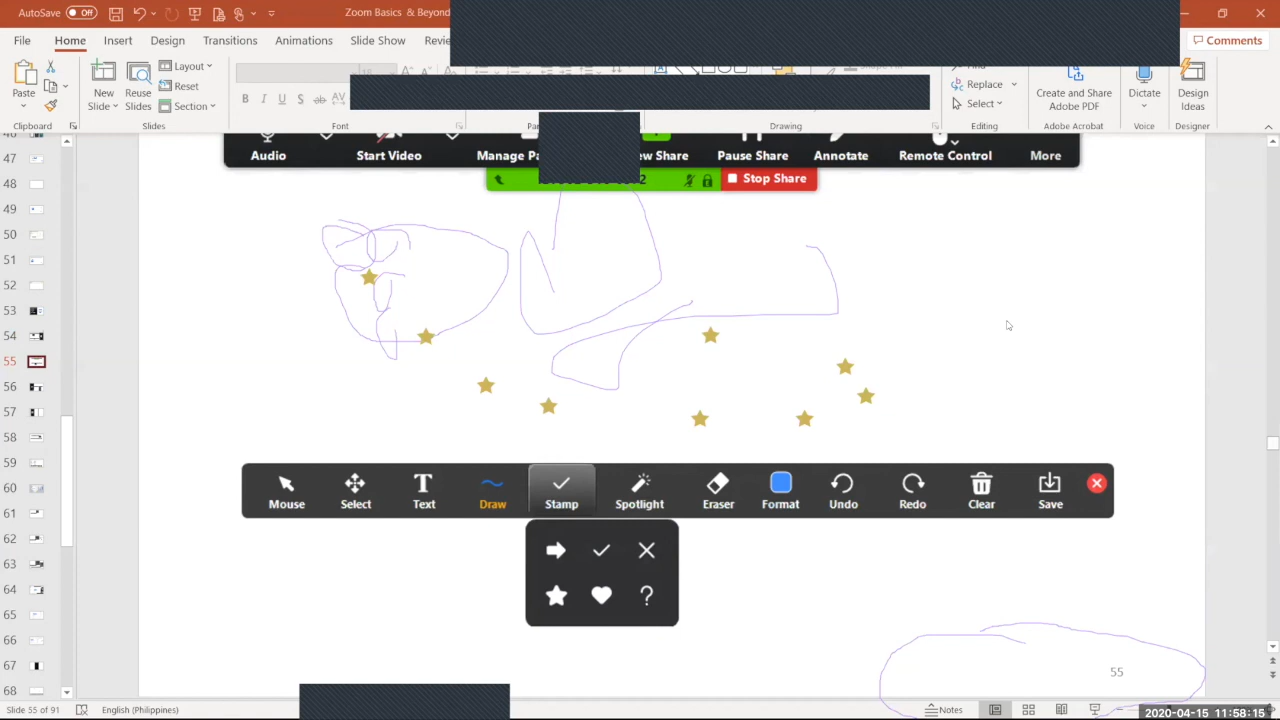 AutoSave Off Zoom Basics & Beyond
File Home Insert Design Transitions Animations Slide Show Comments
Paste New Slide Reuse Slides Layout Reset Section
Replace Select Create and Share Adobe PDF Dictate Design Ideas
Clipboard Slides Font Drawing Editing Adobe Acrobat Voice Designer
Audio Start Video Manage Share Pause Share Annotate Remote Control More
Stop Share
47
48
49
50
51
52
53
54
55
56
57
58
59
60
62
63
64
65
66
67
68
Mouse Select Text Draw Stamp Spotlight Eraser Format Undo Redo Clear Save
55
Slide 55 of 91 English (Philippines) Notes
2020-04-15 11:58:15